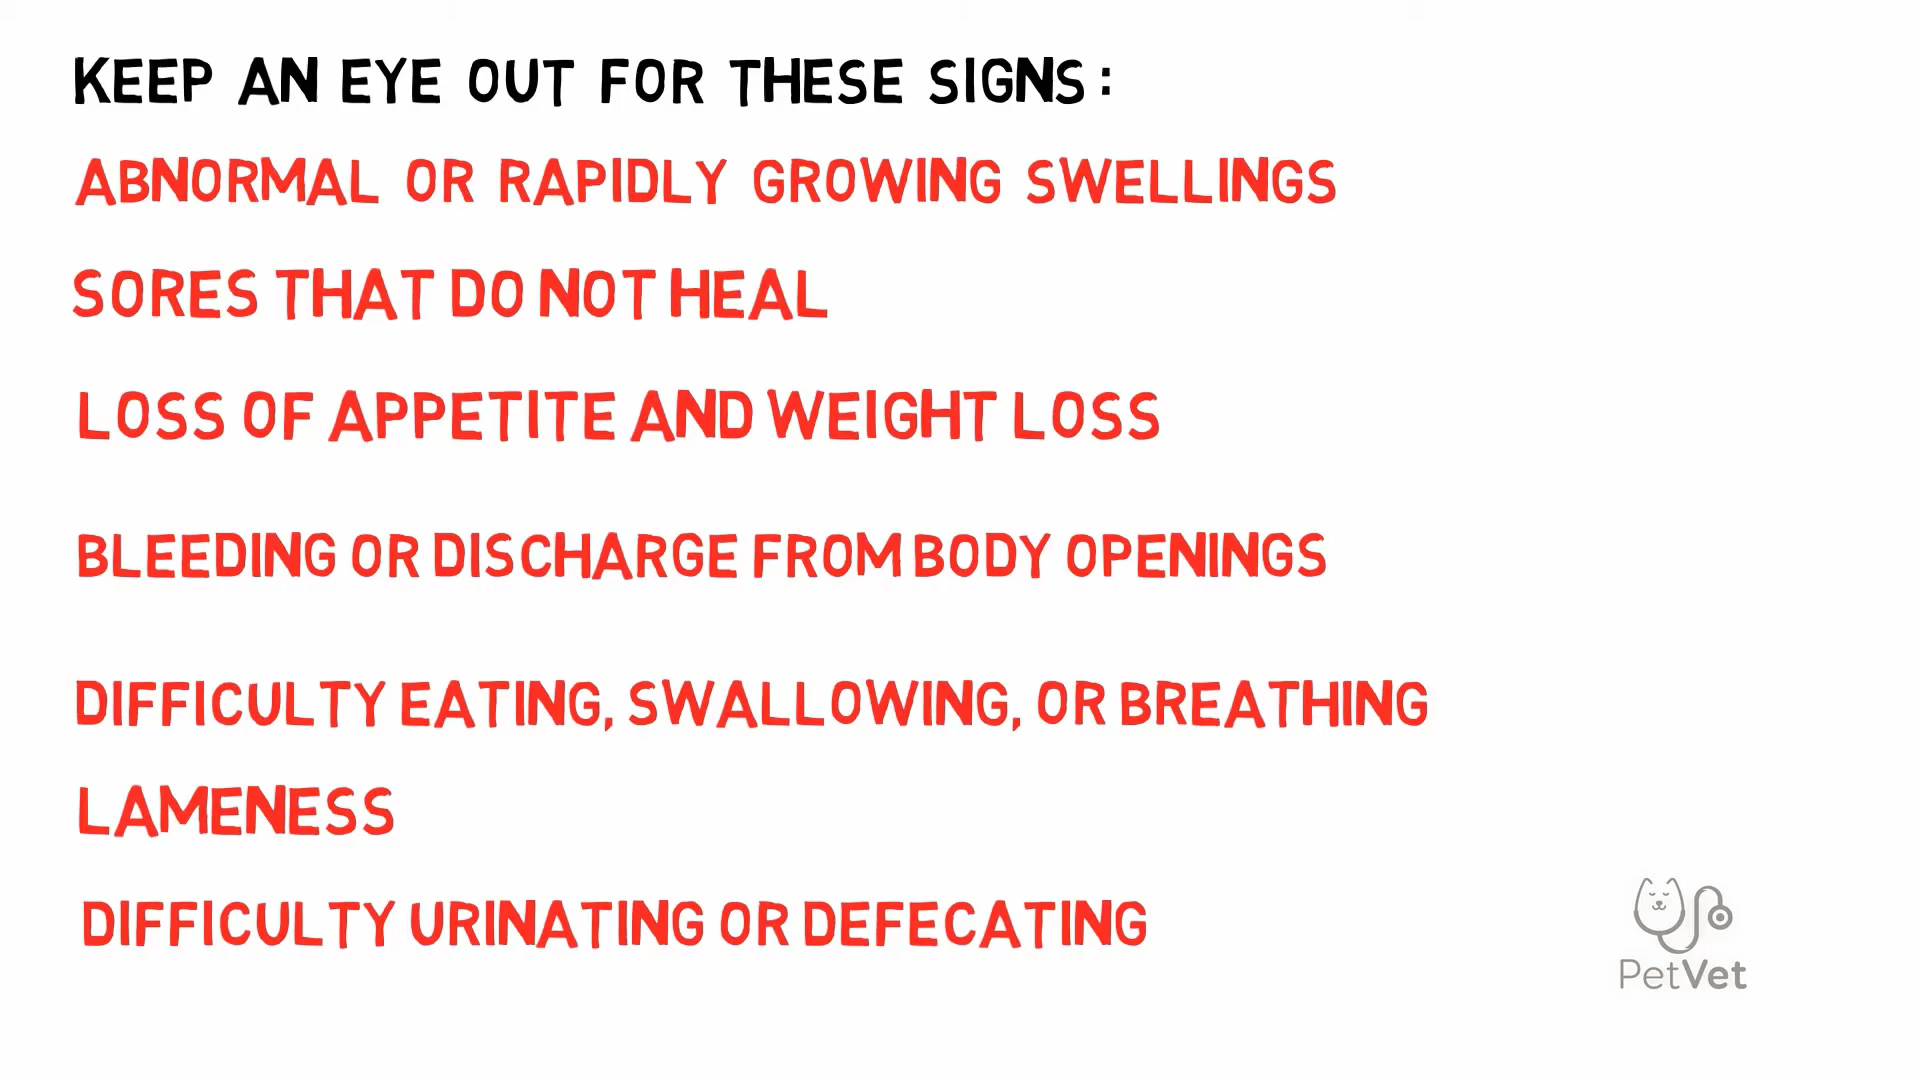 KEEP AN EYE OUT FOR THESE SIGNS:
ABNORMAL OR RAPIDLY GROWING SWELLINGS
SORES THAT DO NOT HEAL
LOSS OF APPETITE AND WEIGHT LOSS
BLEEDING OR DISCHARGE FROM BODY OPENINGS
DIFFICULTY EATING, SWALLOWING, OR BREATHING
LAMENESS
DIFFICULTY URINATING OR DEFECATING
PetVet